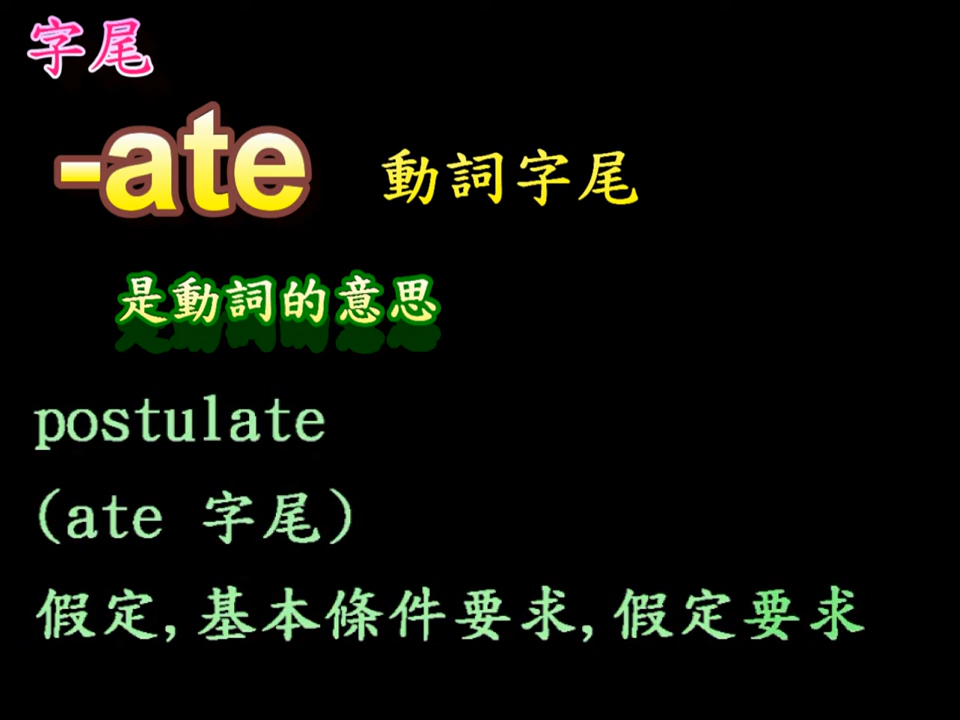 字尾
-ate 動詞字尾
是動詞的意思
postulate
(ate 字尾)
假定,基本條件要求,假定要求